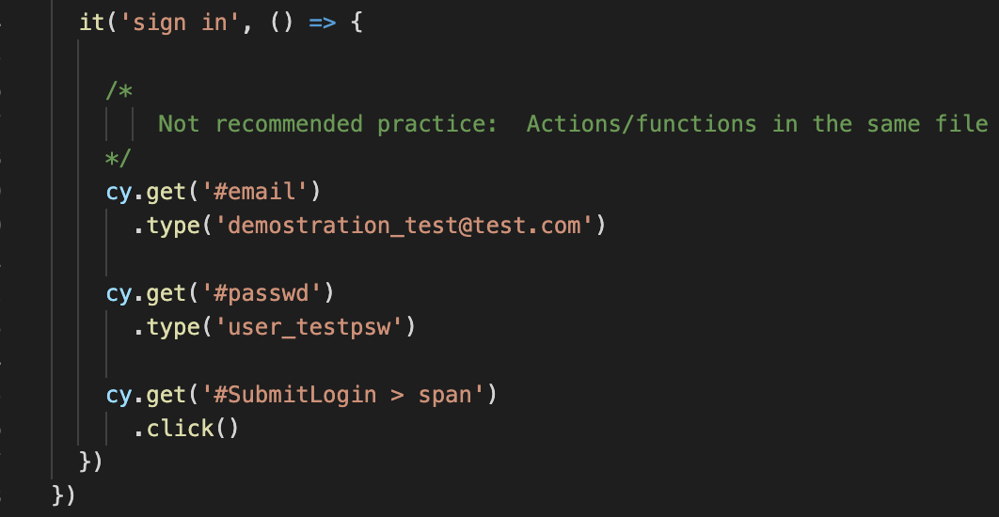 it('sign in', () => {
/*
Not recommended practice:  Actions/functions in the same file
*/
cy.get('#email')
.type('demostration_test@test.com')
cy.get('#passwd')
.type('user_testpsw')
cy.get('#SubmitLogin > span')
.click()
})
})